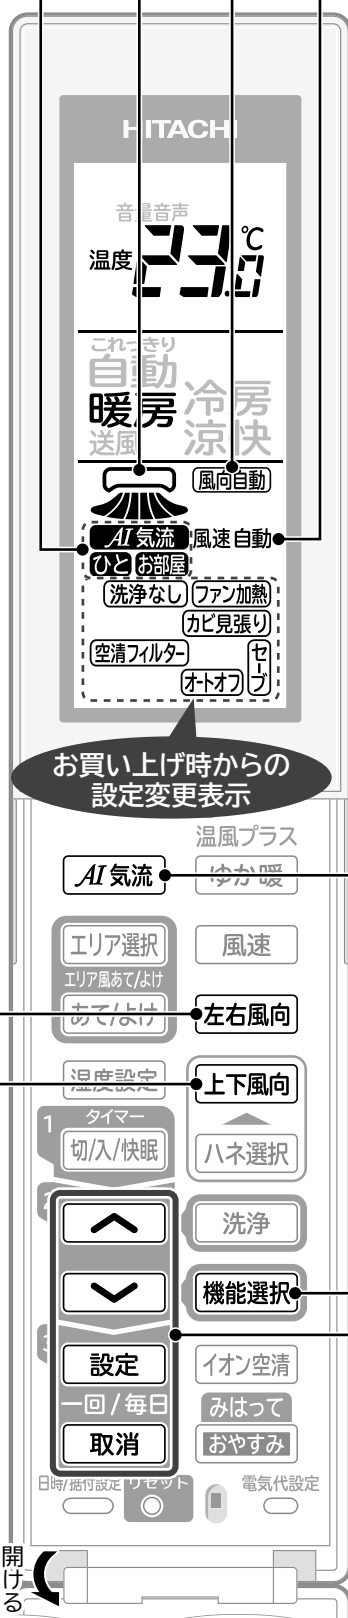 HITACHI
音量音声
温度 23.0 ℃
これっきり
自動
暖房 冷房
送風 涼快
風向自動
AI 気流 風速 自動
ひと お部屋
洗浄なし ファン加熱
カビ見張り
空清フィルター セーブ
オートオフ
お買い上げ時からの
設定変更表示
温風プラス
AI 気流 ゆか暖
エリア選択 風速
エリア風あて/よけ
あて/よけ 左右風向
湿度設定 上下風向
1 タイマー
切/入/快眠 ハネ選択
2
洗浄
機能選択
3
設定 イオン空清
一回/毎日 みはって
取消 おやすみ
日時/据付設定 リセット 電気代設定
開ける